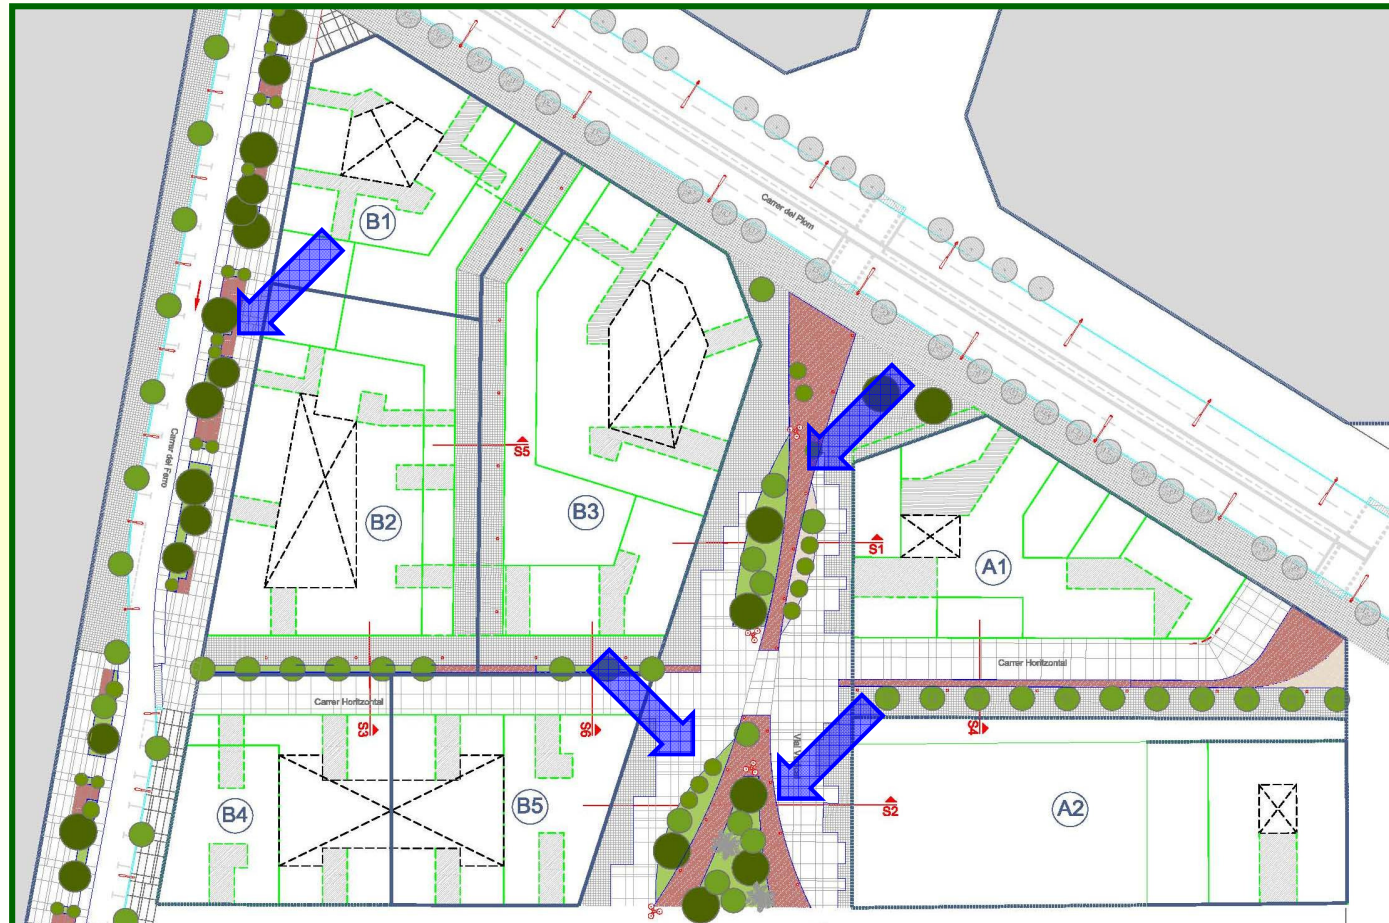 B1
Carrer del Plom
Carrer del Ferro
S5
B2
B3
S1
A1
Carrer Horitzontal
Carrer Horitzontal
S3
S6
S4
S2
B4
B5
A2